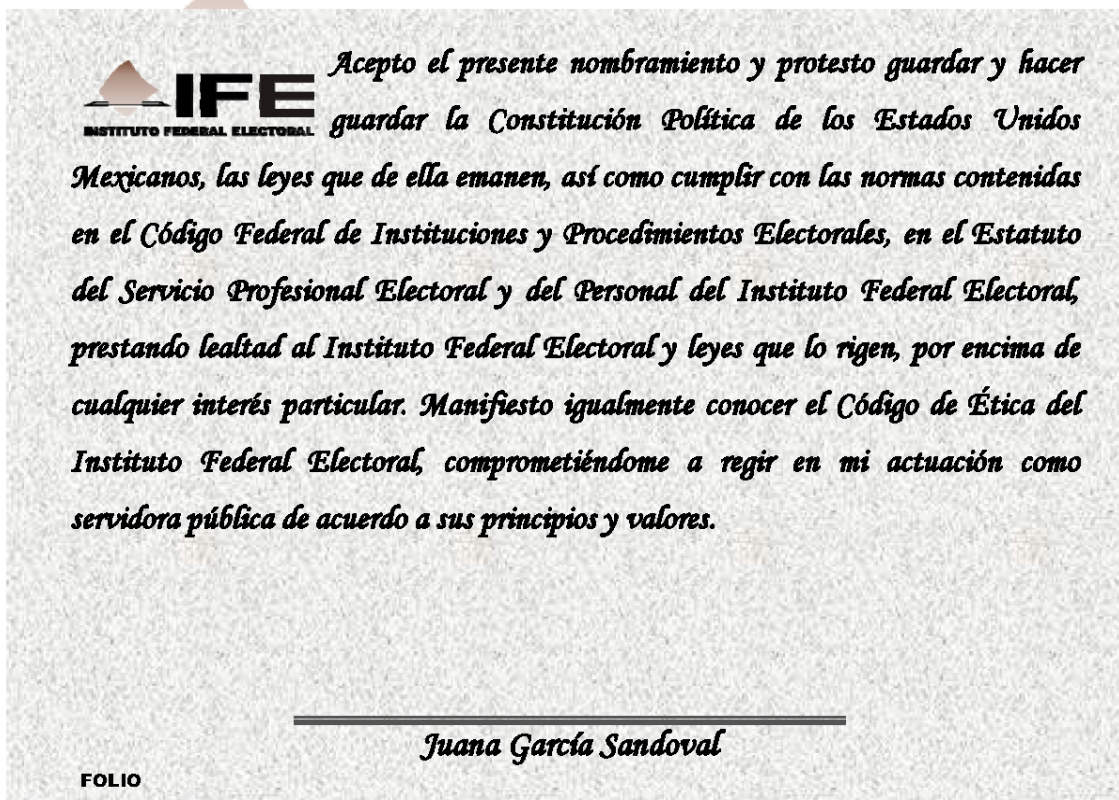 IFE
INSTITUTO FEDERAL ELECTORAL
Acepto el presente nombramiento y protesto guardar y hacer
guardar la Constitución Política de los Estados Unidos
Mexicanos, las leyes que de ella emanen, así como cumplir con las normas contenidas
en el Código Federal de Instituciones y Procedimientos Electorales, en el Estatuto
del Servicio Profesional Electoral y del Personal del Instituto Federal Electoral,
prestando lealtad al Instituto Federal Electoral y leyes que lo rigen, por encima de
cualquier interés particular. Manifiesto igualmente conocer el Código de Ética del
Instituto Federal Electoral, comprometiéndome a regir en mi actuación como
servidora pública de acuerdo a sus principios y valores.
Juana García Sandoval
FOLIO